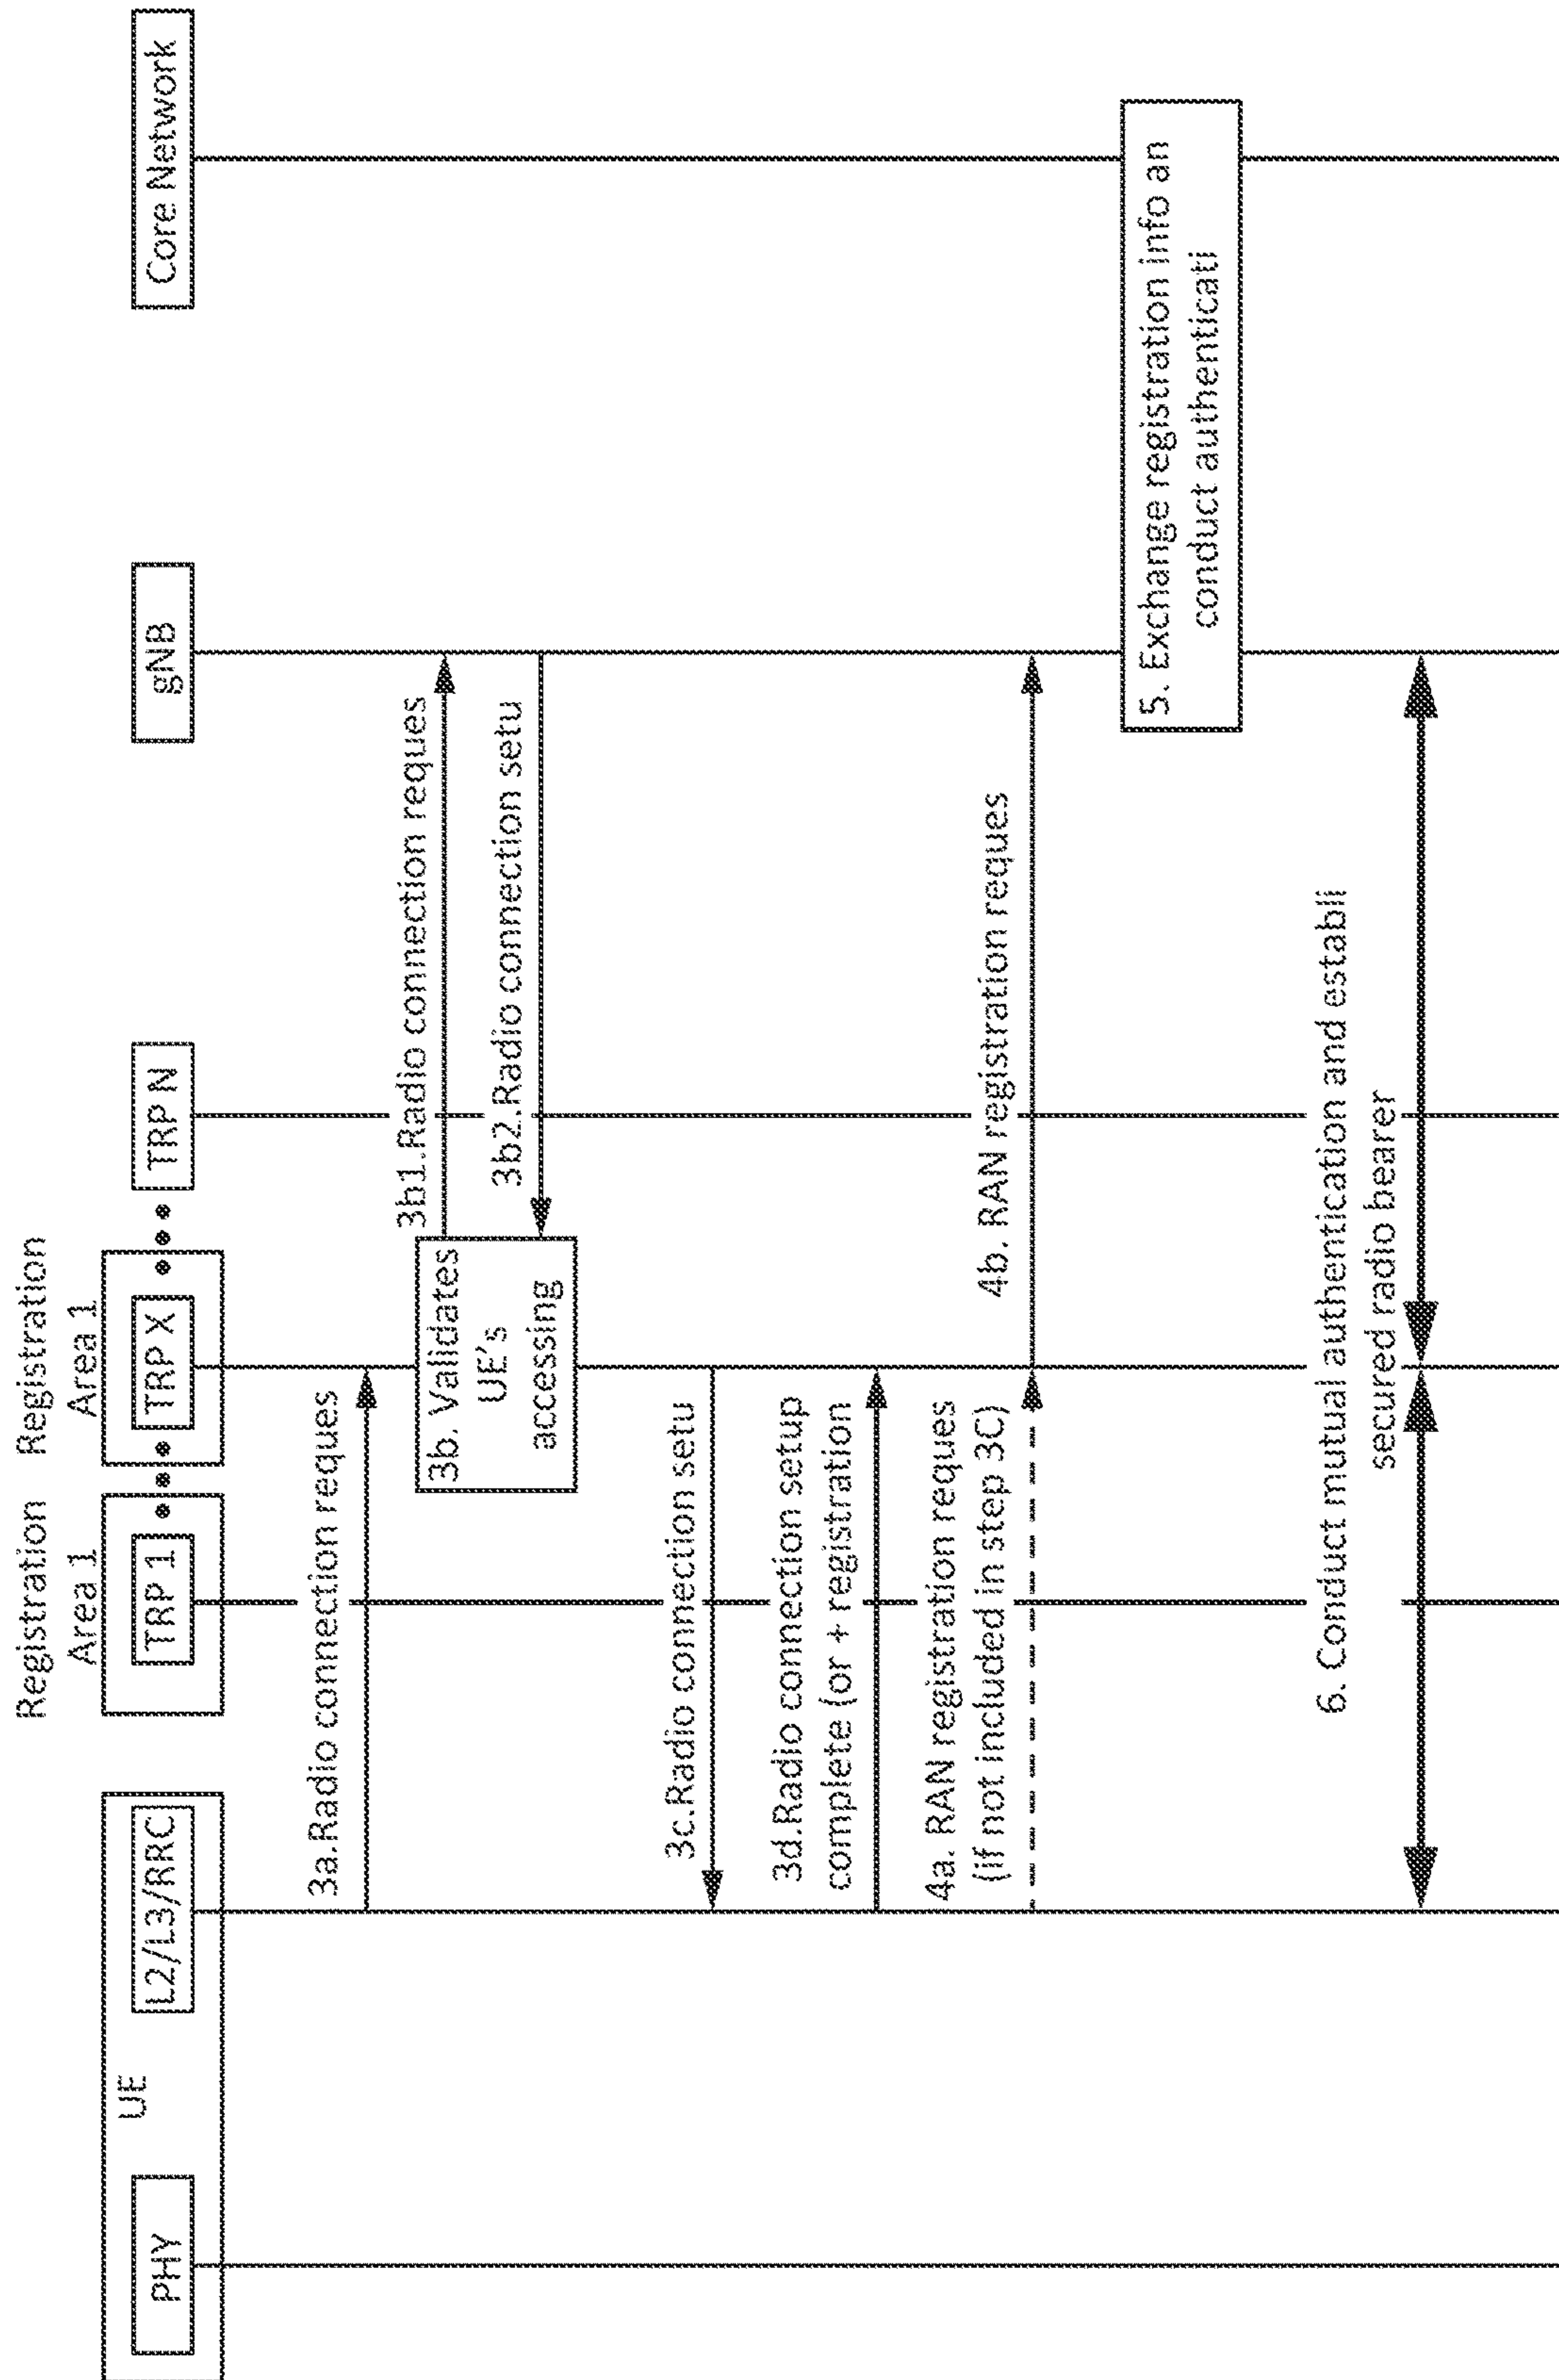 UE
PHY
L2/L3/RRC
Registration
Area 1
TRP 1
Registration
Area 1
TRP X
TRP N
gNB
Core Network
3a.Radio connection reques
3b. Validates
UE's
accessing
3b1.Radio connection reques
3b2.Radio connection setu
3c.Radio connection setu
3d.Radio connection setup
complete (or + registration
4a. RAN registration reques
(if not included in step 3C)
4b. RAN registration reques
5. Exchange registration info an
conduct authenticati
6. Conduct mutual authentication and establi
secured radio bearer